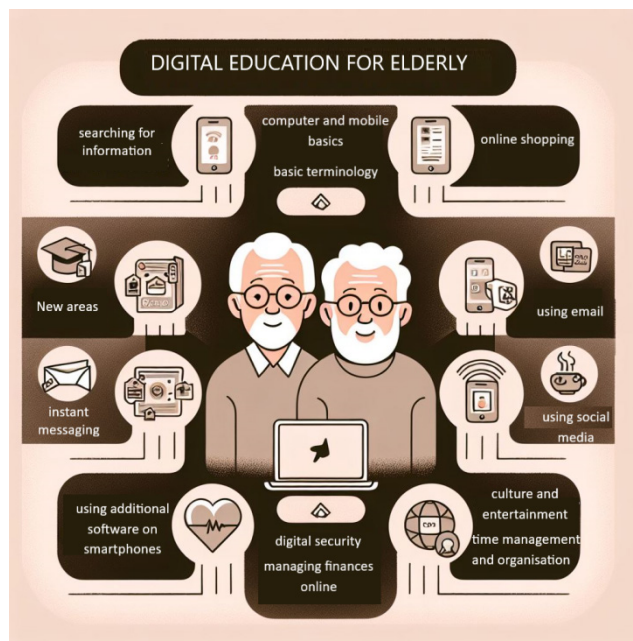 DIGITAL EDUCATION FOR ELDERLY
searching for
information
computer and mobile
basics
basic terminology
online shopping
New areas
using email
instant
messaging
using social
media
using additional
software on
smartphones
digital security
managing finances
online
culture and
entertainment
time management
and organisation